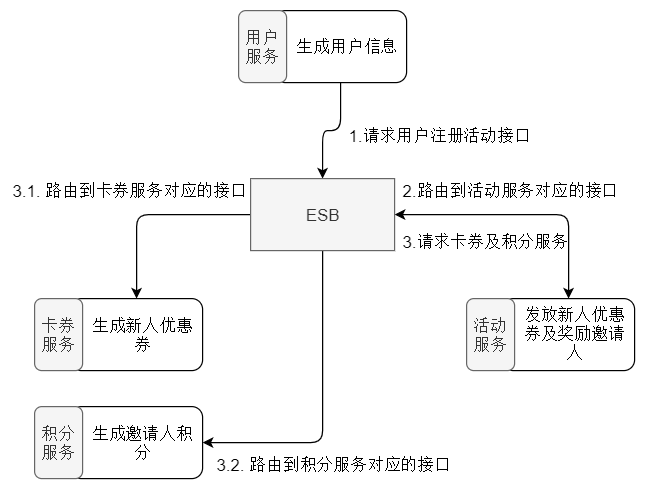 用户
服务
生成用户信息
1.请求用户注册活动接口
3.1. 路由到卡券服务对应的接口
2.路由到活动服务对应的接口
ESB
3.请求卡券及积分服务
卡券
服务
生成新人优惠
券
活动
服务
发放新人优惠
券及奖励邀请
人
积分
服务
生成邀请人积
分
3.2. 路由到积分服务对应的接口